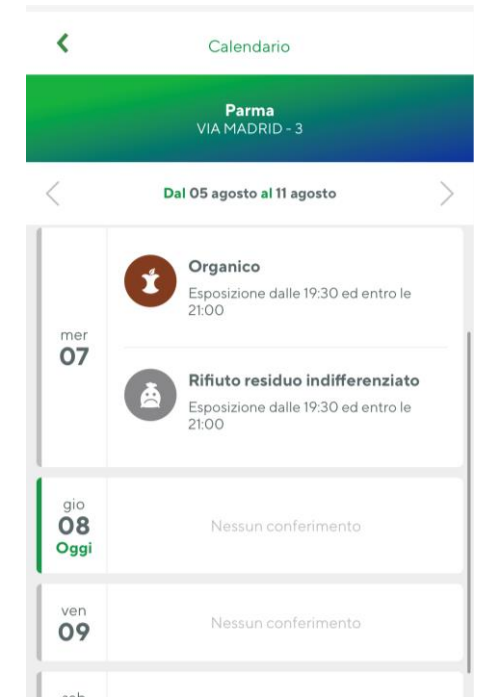 Calendario
Parma
VIA MADRID - 3
Dal 05 agosto al 11 agosto
mer
07
Organico
Esposizione dalle 19:30 ed entro le
21:00
Rifiuto residuo indifferenziato
Esposizione dalle 19:30 ed entro le
21:00
gio
08
Oggi
Nessun conferimento
ven
09
Nessun conferimento